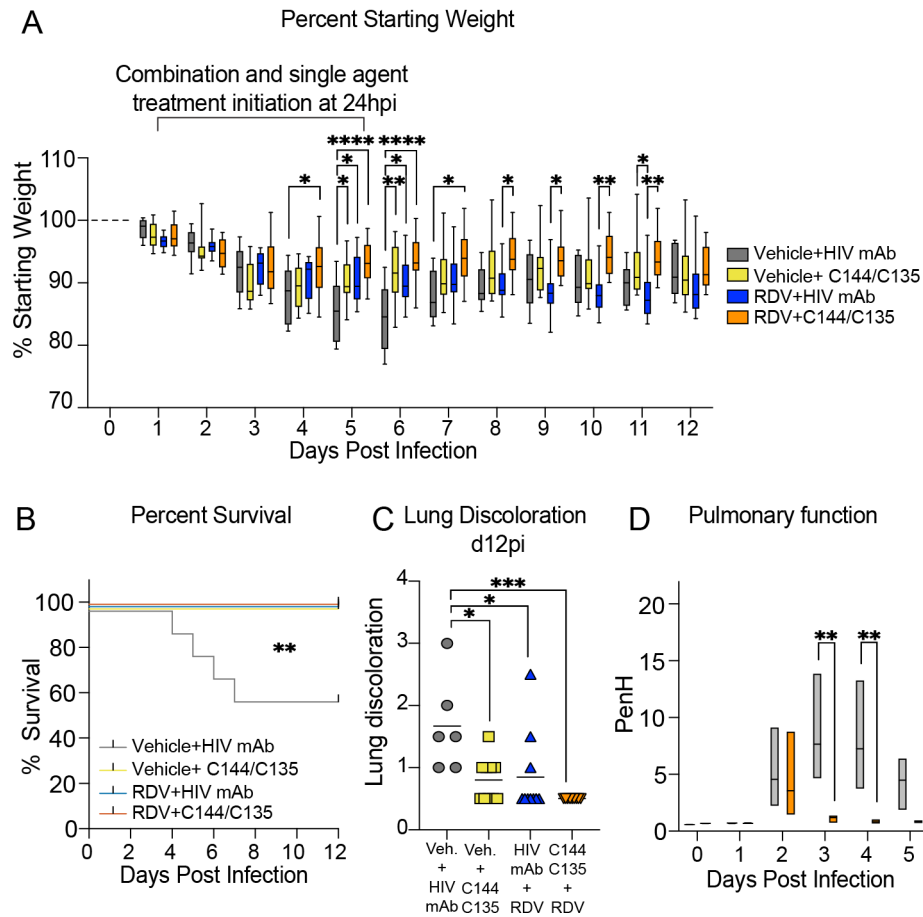 A
Percent Starting Weight
Combination and single agent
treatment initiation at 24hpi
% Starting Weight
110
100
90
80
70
**** ****
* * * *
* ** * * * ** **
0 1 2 3 4 5 6 7 8 9 10 11 12
Days Post Infection
Vehicle+HIV mAb
Vehicle+ C144/C135
RDV+HIV mAb
RDV+C144/C135
B
Percent Survival
% Survival
100
80
60
40
20
0
**
Vehicle+HIV mAb
Vehicle+ C144/C135
RDV+HIV mAb
RDV+C144/C135
0 2 4 6 8 10 12
Days Post Infection
C
Lung Discoloration
d12pi
Lung discoloration
4
3
2
1
0
***
*
*
Veh. Veh. HIV C144
+ + mAb C135
HIV C144 + +
mAb C135 RDV RDV
D
Pulmonary function
PenH
20
15
10
5
0
** **
0 1 2 3 4 5
Days Post Infection